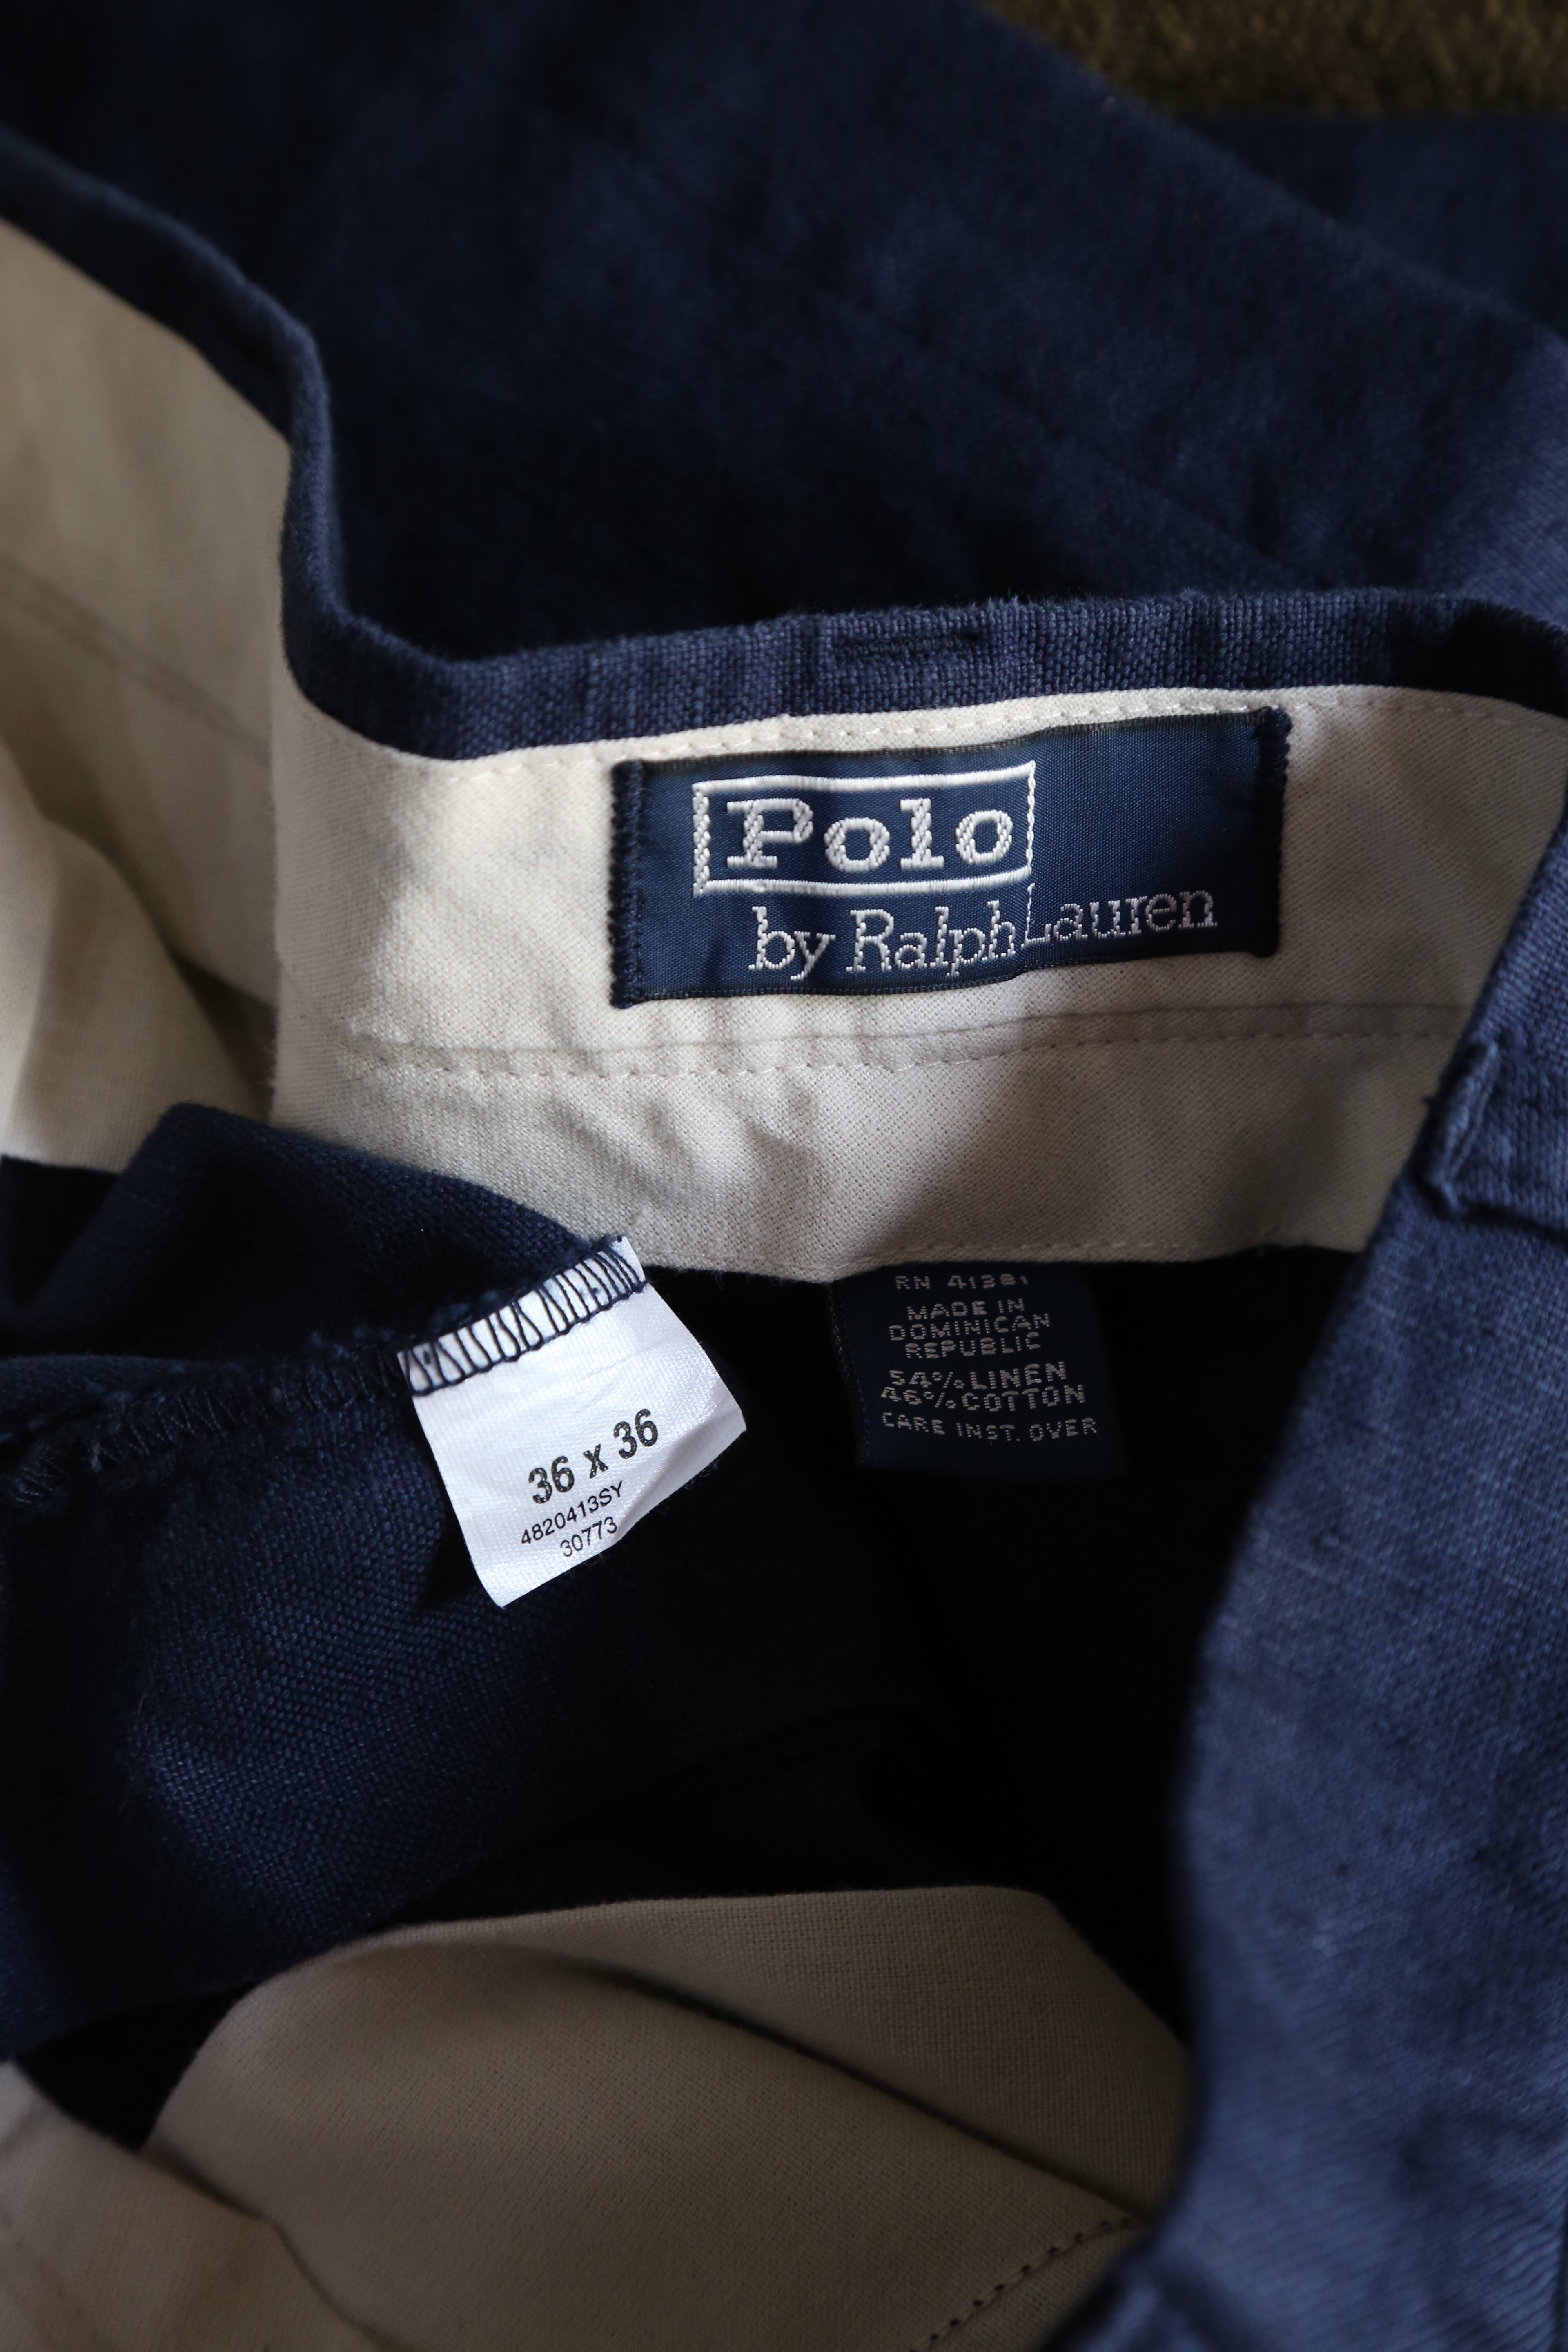 Polo
by Ralph Lauren
RN 41381
MADE IN
DOMINICAN
REPUBLIC
54% LINEN
46% COTTON
CARE INST. OVER
36 x 36
4820413SY
30773